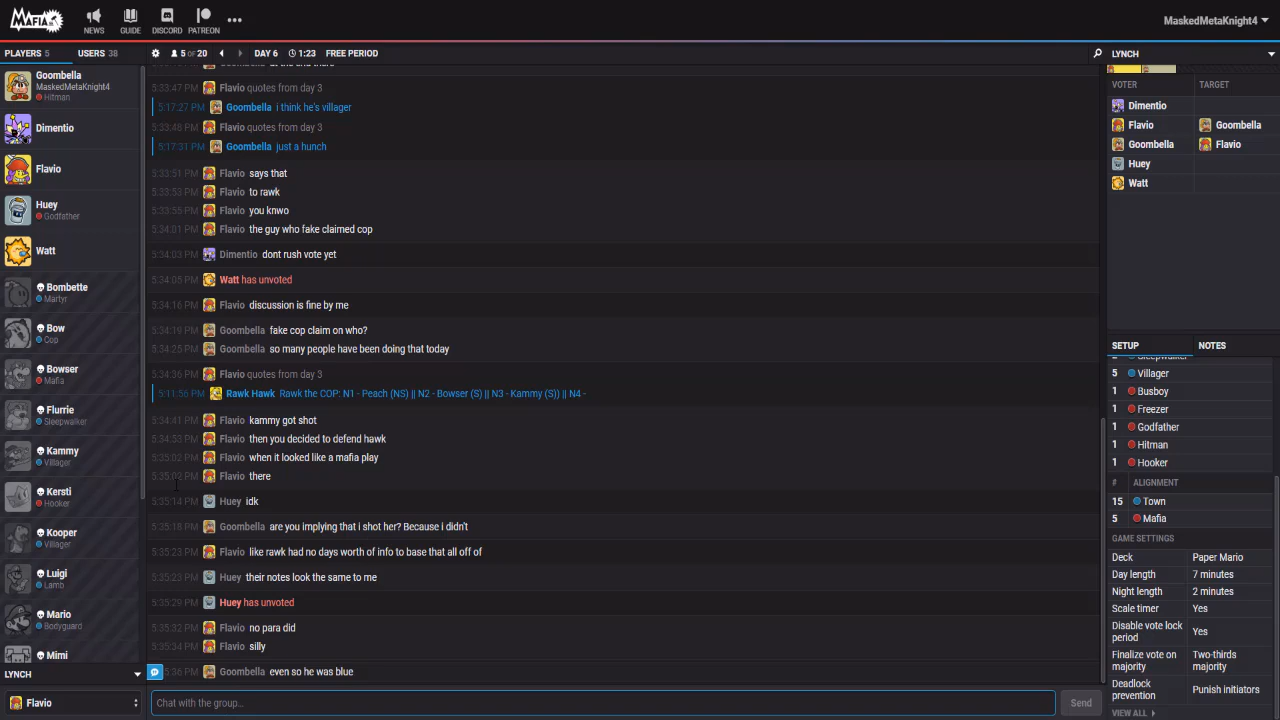 MAFIA
NEWS
GUIDE
DISCORD
PATREON
MaskedMetaKnight4
PLAYERS 5
USERS 38
5 OF 20
DAY 6
1:23
FREE PERIOD
LYNCH
Goombella
MaskedMetaKnight4
Hitman
Dimentio
Flavio
Huey
Godfather
Watt
Bombette
Martyr
Bow
Cop
Bowser
Mafia
Flurrie
Sleepwalker
Kammy
Villager
Kersti
Hooker
Kooper
Villager
Luigi
Lamb
Mario
Bodyguard
Mimi
LYNCH
Flavio
5:33:47 PM Flavio quotes from day 3
5:17:27 PM Goombella i think he's villager
5:33:48 PM Flavio quotes from day 3
5:17:31 PM Goombella just a hunch
5:33:51 PM Flavio says that
5:33:53 PM Flavio to rawk
5:33:55 PM Flavio you knwo
5:34:01 PM Flavio the guy who fake claimed cop
5:34:03 PM Dimentio dont rush vote yet
5:34:05 PM Watt has unvoted
5:34:16 PM Flavio discussion is fine by me
5:34:19 PM Goombella fake cop claim on who?
5:34:25 PM Goombella so many people have been doing that today
5:34:36 PM Flavio quotes from day 3
5:11:56 PM Rawk Hawk Rawk the COP: N1 - Peach (NS) || N2 - Bowser (S) || N3 - Kammy (S)) || N4 -
5:34:41 PM Flavio kammy got shot
5:34:53 PM Flavio then you decided to defend hawk
5:35:02 PM Flavio when it looked like a mafia play
5:35:02 PM Flavio there
5:35:14 PM Huey idk
5:35:18 PM Goombella are you implying that i shot her? Because i didn't
5:35:23 PM Flavio like rawk had no days worth of info to base that all off of
5:35:23 PM Huey their notes look the same to me
5:35:29 PM Huey has unvoted
5:35:32 PM Flavio no para did
5:35:34 PM Flavio silly
:36 PM Goombella even so he was blue
Chat with the group...
Send
VOTER TARGET
Dimentio
Flavio Goombella
Goombella Flavio
Huey
Watt
SETUP
NOTES
Sleepwalker
5 Villager
1 Busboy
1 Freezer
1 Godfather
1 Hitman
1 Hooker
# ALIGNMENT
15 Town
5 Mafia
GAME SETTINGS
Deck Paper Mario
Day length 7 minutes
Night length 2 minutes
Scale timer Yes
Disable vote lock period Yes
Finalize vote on majority Two-thirds majority
Deadlock prevention Punish initiators
VIEW ALL